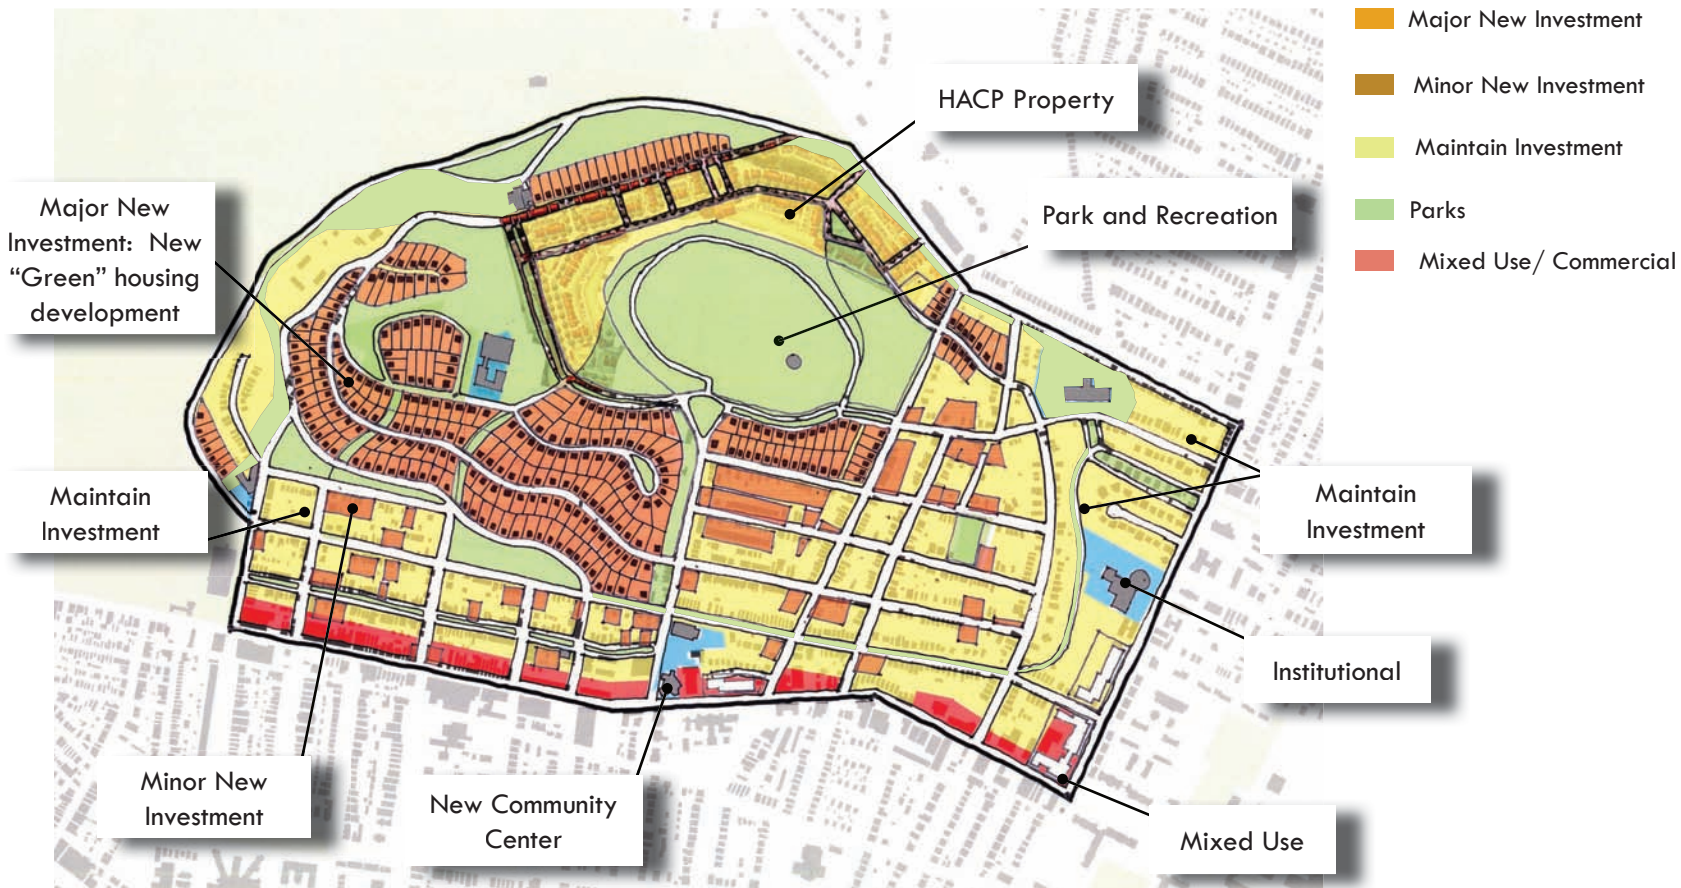 Major New Investment
Minor New Investment
Maintain Investment
Parks
Mixed Use/ Commercial
HACP Property
Park and Recreation
Major New
Investment:  New
“Green” housing
development
Maintain
Investment
Maintain
Investment
Institutional
Minor New
Investment
New Community
Center
Mixed Use